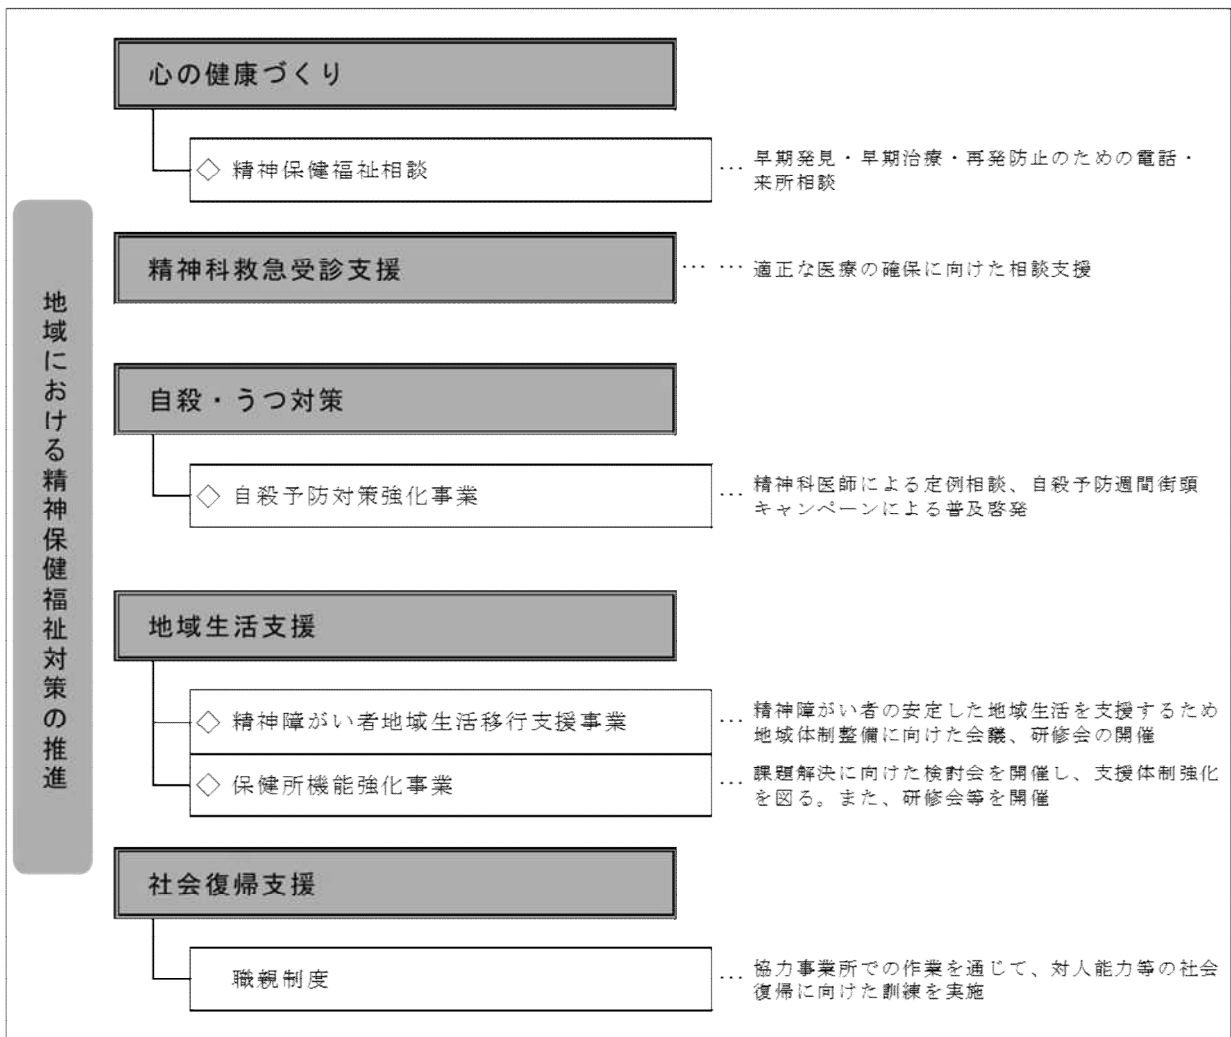 地域における精神保健福祉対策の推進
心の健康づくり
◇ 精神保健福祉相談
… 早期発見・早期治療・再発防止のための電話・
来所相談
精神科救急受診支援
… … 適正な医療の確保に向けた相談支援
自殺・うつ対策
◇ 自殺予防対策強化事業
… 精神科医師による定例相談、自殺予防週間街頭
キャンペーンによる普及啓発
地域生活支援
◇ 精神障がい者地域生活移行支援事業
… 精神障がい者の安定した地域生活を支援するため
地域体制整備に向けた会議、研修会の開催
◇ 保健所機能強化事業
… 課題解決に向けた検討会を開催し、支援体制強化
を図る。また、研修会等を開催
社会復帰支援
職親制度
… 協力事業所での作業を通じて、対人能力等の社会
復帰に向けた訓練を実施